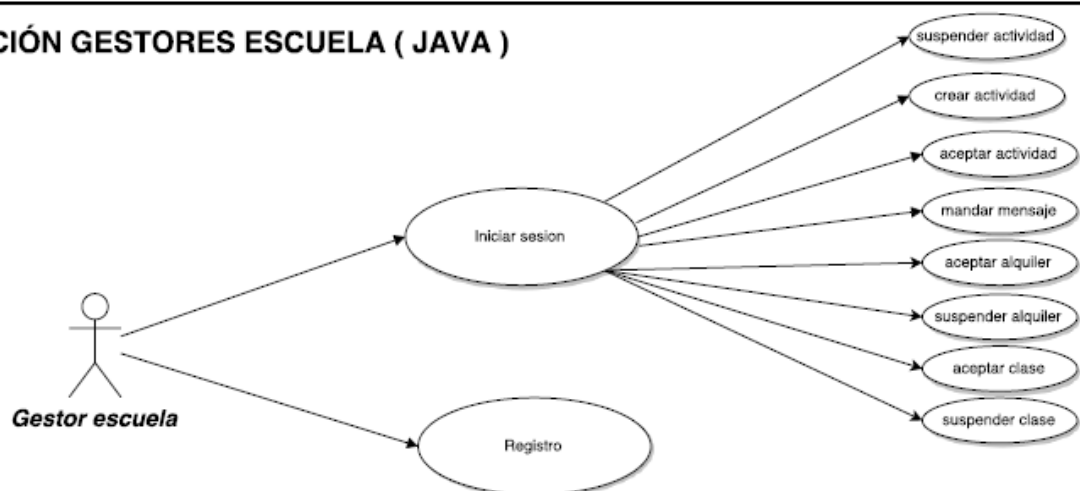 CIÓN GESTORES ESCUELA ( JAVA )
suspender actividad
crear actividad
aceptar actividad
mandar mensaje
Iniciar sesion
aceptar alquiler
suspender alquiler
aceptar clase
Gestor escuela
suspender clase
Registro